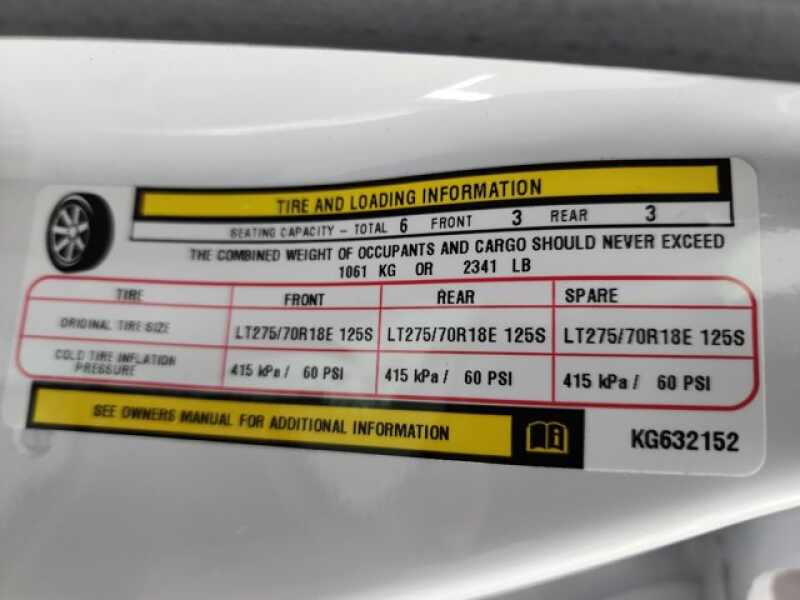 TIRE AND LOADING INFORMATION
SEATING CAPACITY – TOTAL 6 FRONT 3 REAR 3
THE COMBINED WEIGHT OF OCCUPANTS AND CARGO SHOULD NEVER EXCEED
1061 KG OR 2341 LB
TIRE FRONT REAR SPARE
ORIGINAL TIRE SIZE LT275/70R18E 125S LT275/70R18E 125S LT275/70R18E 125S
COLD TIRE INFLATION
PRESSURE 415 kPa / 60 PSI 415 kPa / 60 PSI 415 kPa / 60 PSI
SEE OWNERS MANUAL FOR ADDITIONAL INFORMATION
KG632152